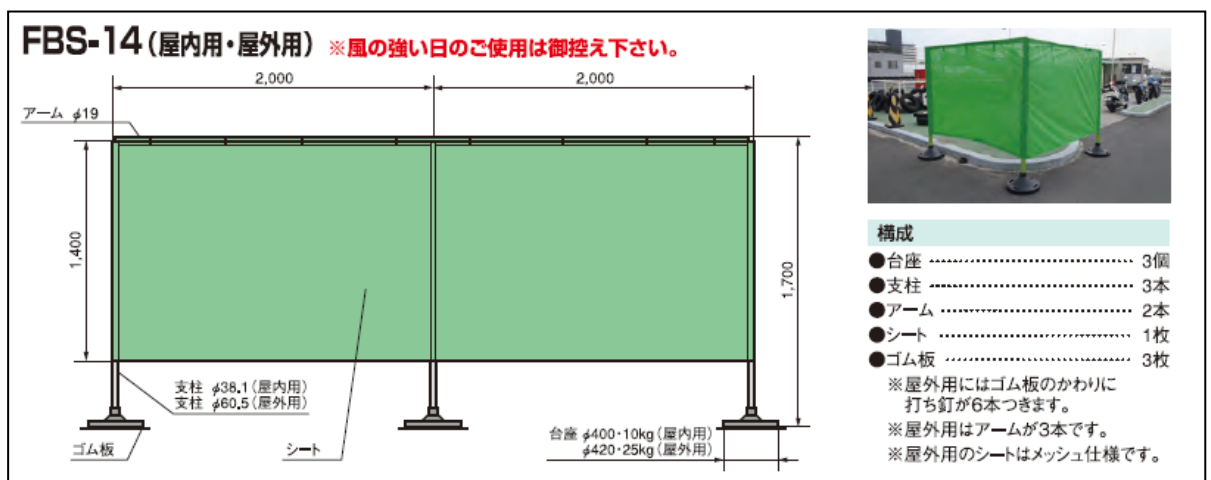 FBS-14(屋内用・屋外用) ※風の強い日のご使用は御控え下さい。
2,000
2,000
アーム φ19
1,400
1,700
支柱 φ38.1(屋内用)
支柱 φ60.5(屋外用)
ゴム板
シート
台座 φ400・10kg(屋内用)
φ420・25kg(屋外用)
構成
●台座 3個
●支柱 3本
●アーム 2本
●シート 1枚
●ゴム板 3枚
※屋外用にはゴム板のかわりに
打ち釘が6本つきます。
※屋外用はアームが3本です。
※屋外用のシートはメッシュ仕様です。